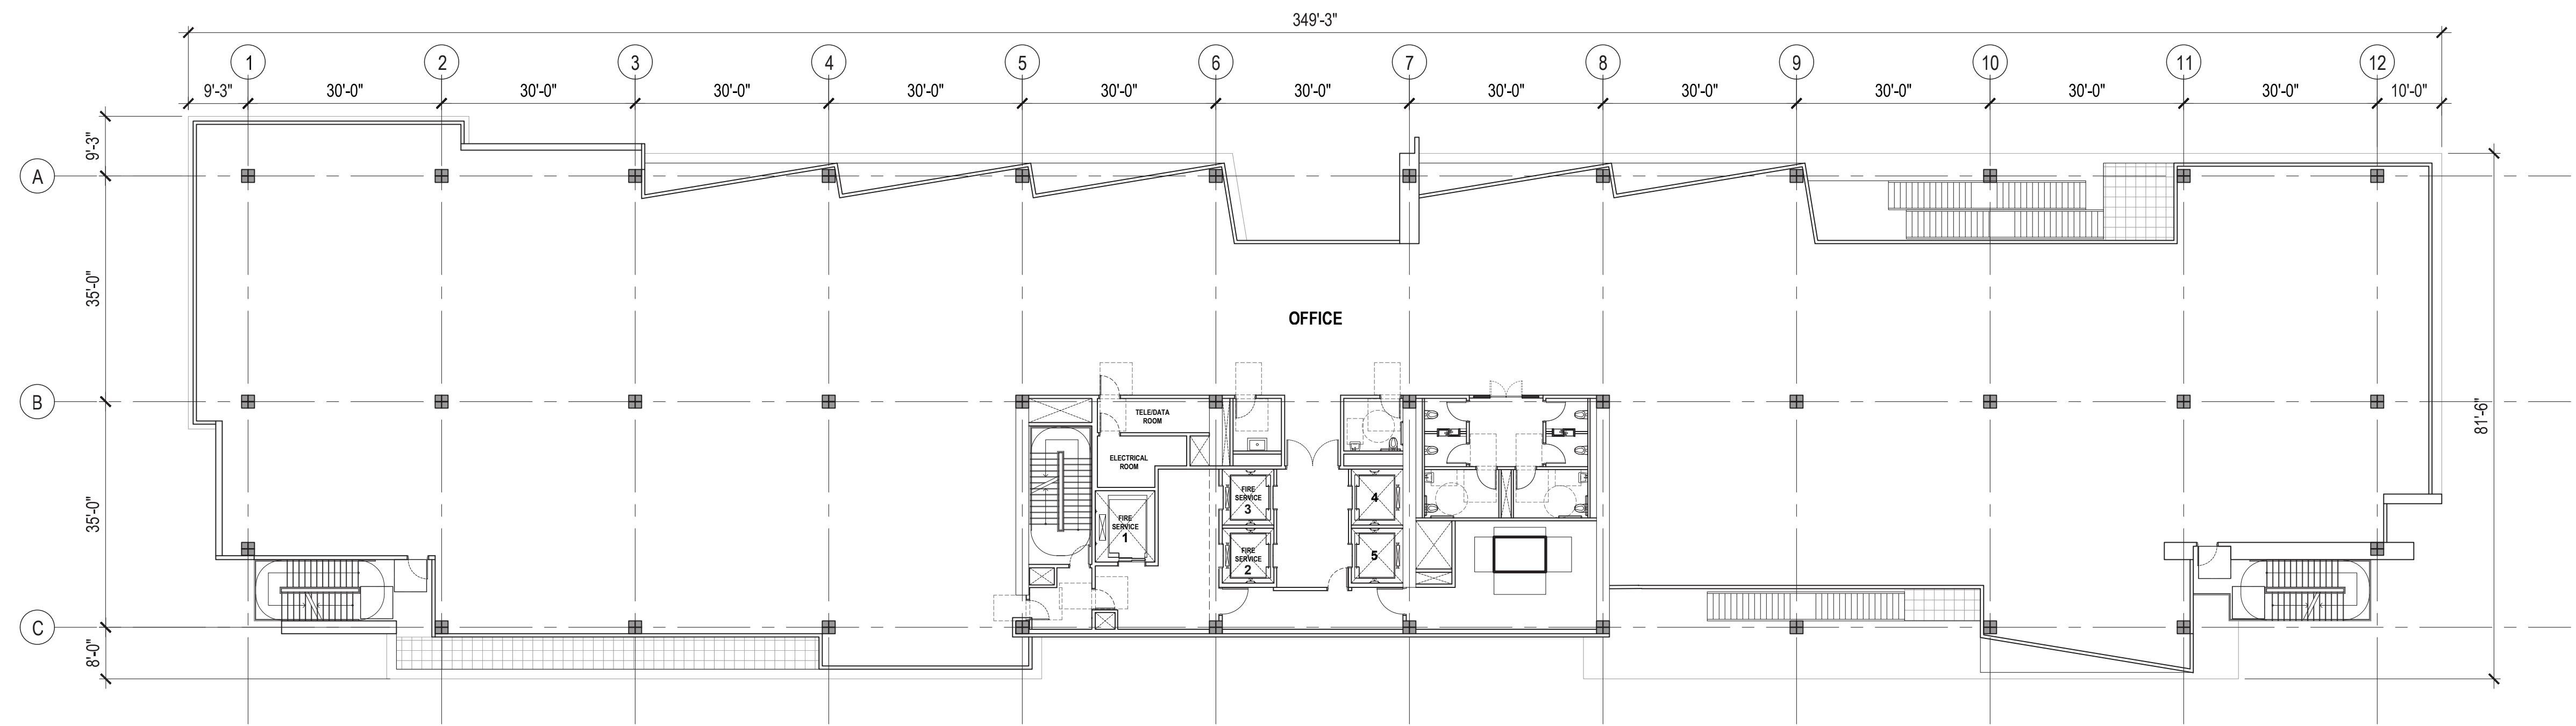 349'-3"
1 2 3 4 5 6 7 8 9 10 11 12
9'-3" 30'-0" 30'-0" 30'-0" 30'-0" 30'-0" 30'-0" 30'-0" 30'-0" 30'-0" 30'-0" 30'-0" 10'-0"
9'-3"
A
35'-0"
OFFICE
B
TELE/DATA
ROOM
81'-6"
ELECTRICAL
ROOM
35'-0"
FIRE
SERVICE
3
4
FIRE
SERVICE
1
FIRE
SERVICE
2
5
C
8'-0"